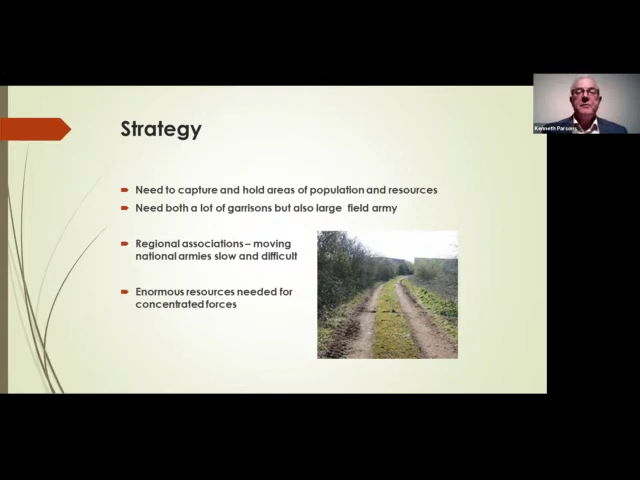 Strategy
Need to capture and hold areas of population and resources
Need both a lot of garrisons but also large field army
Regional associations – moving
national armies slow and difficult
Enormous resources needed for
concentrated forces
Kenneth Parsons